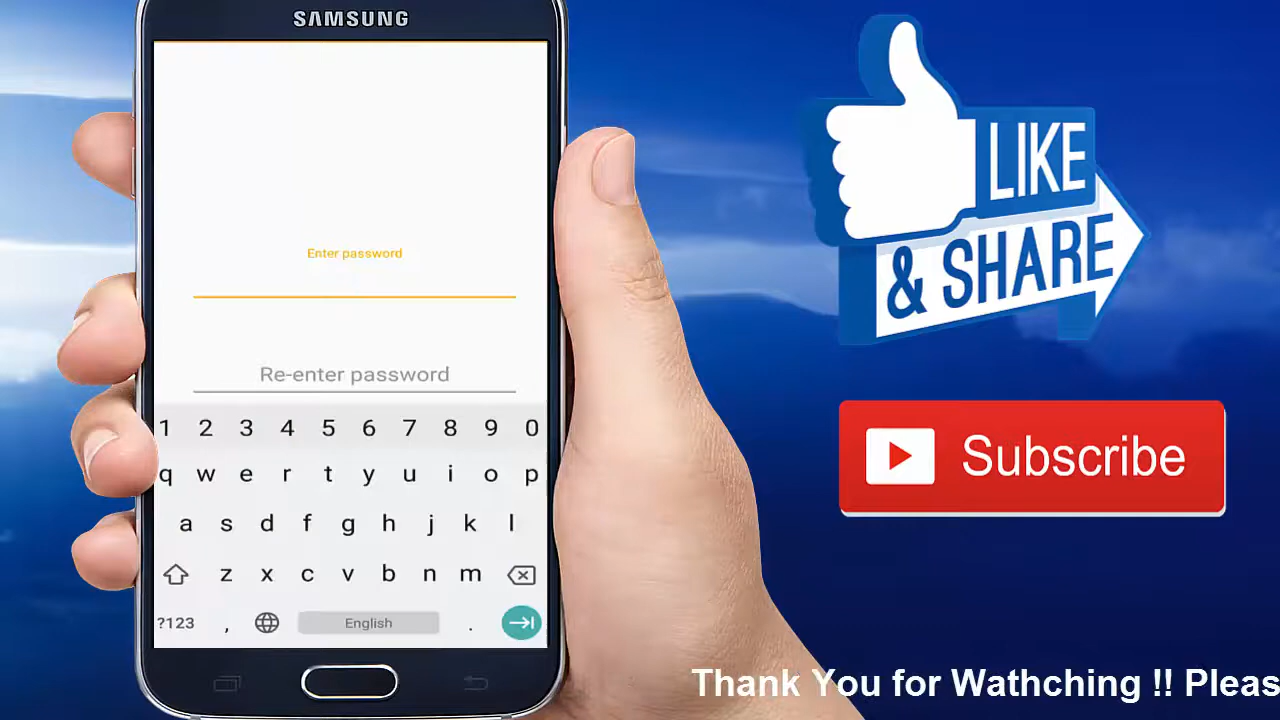 SAMSUNG
Enter password
Re-enter password
1 2 3 4 5 6 7 8 9 0
q w e r t y u i o p
a s d f g h j k l
z x c v b n m
?123 , English .
LIKE
& SHARE
Subscribe
Thank You for Wathching !! Pleas